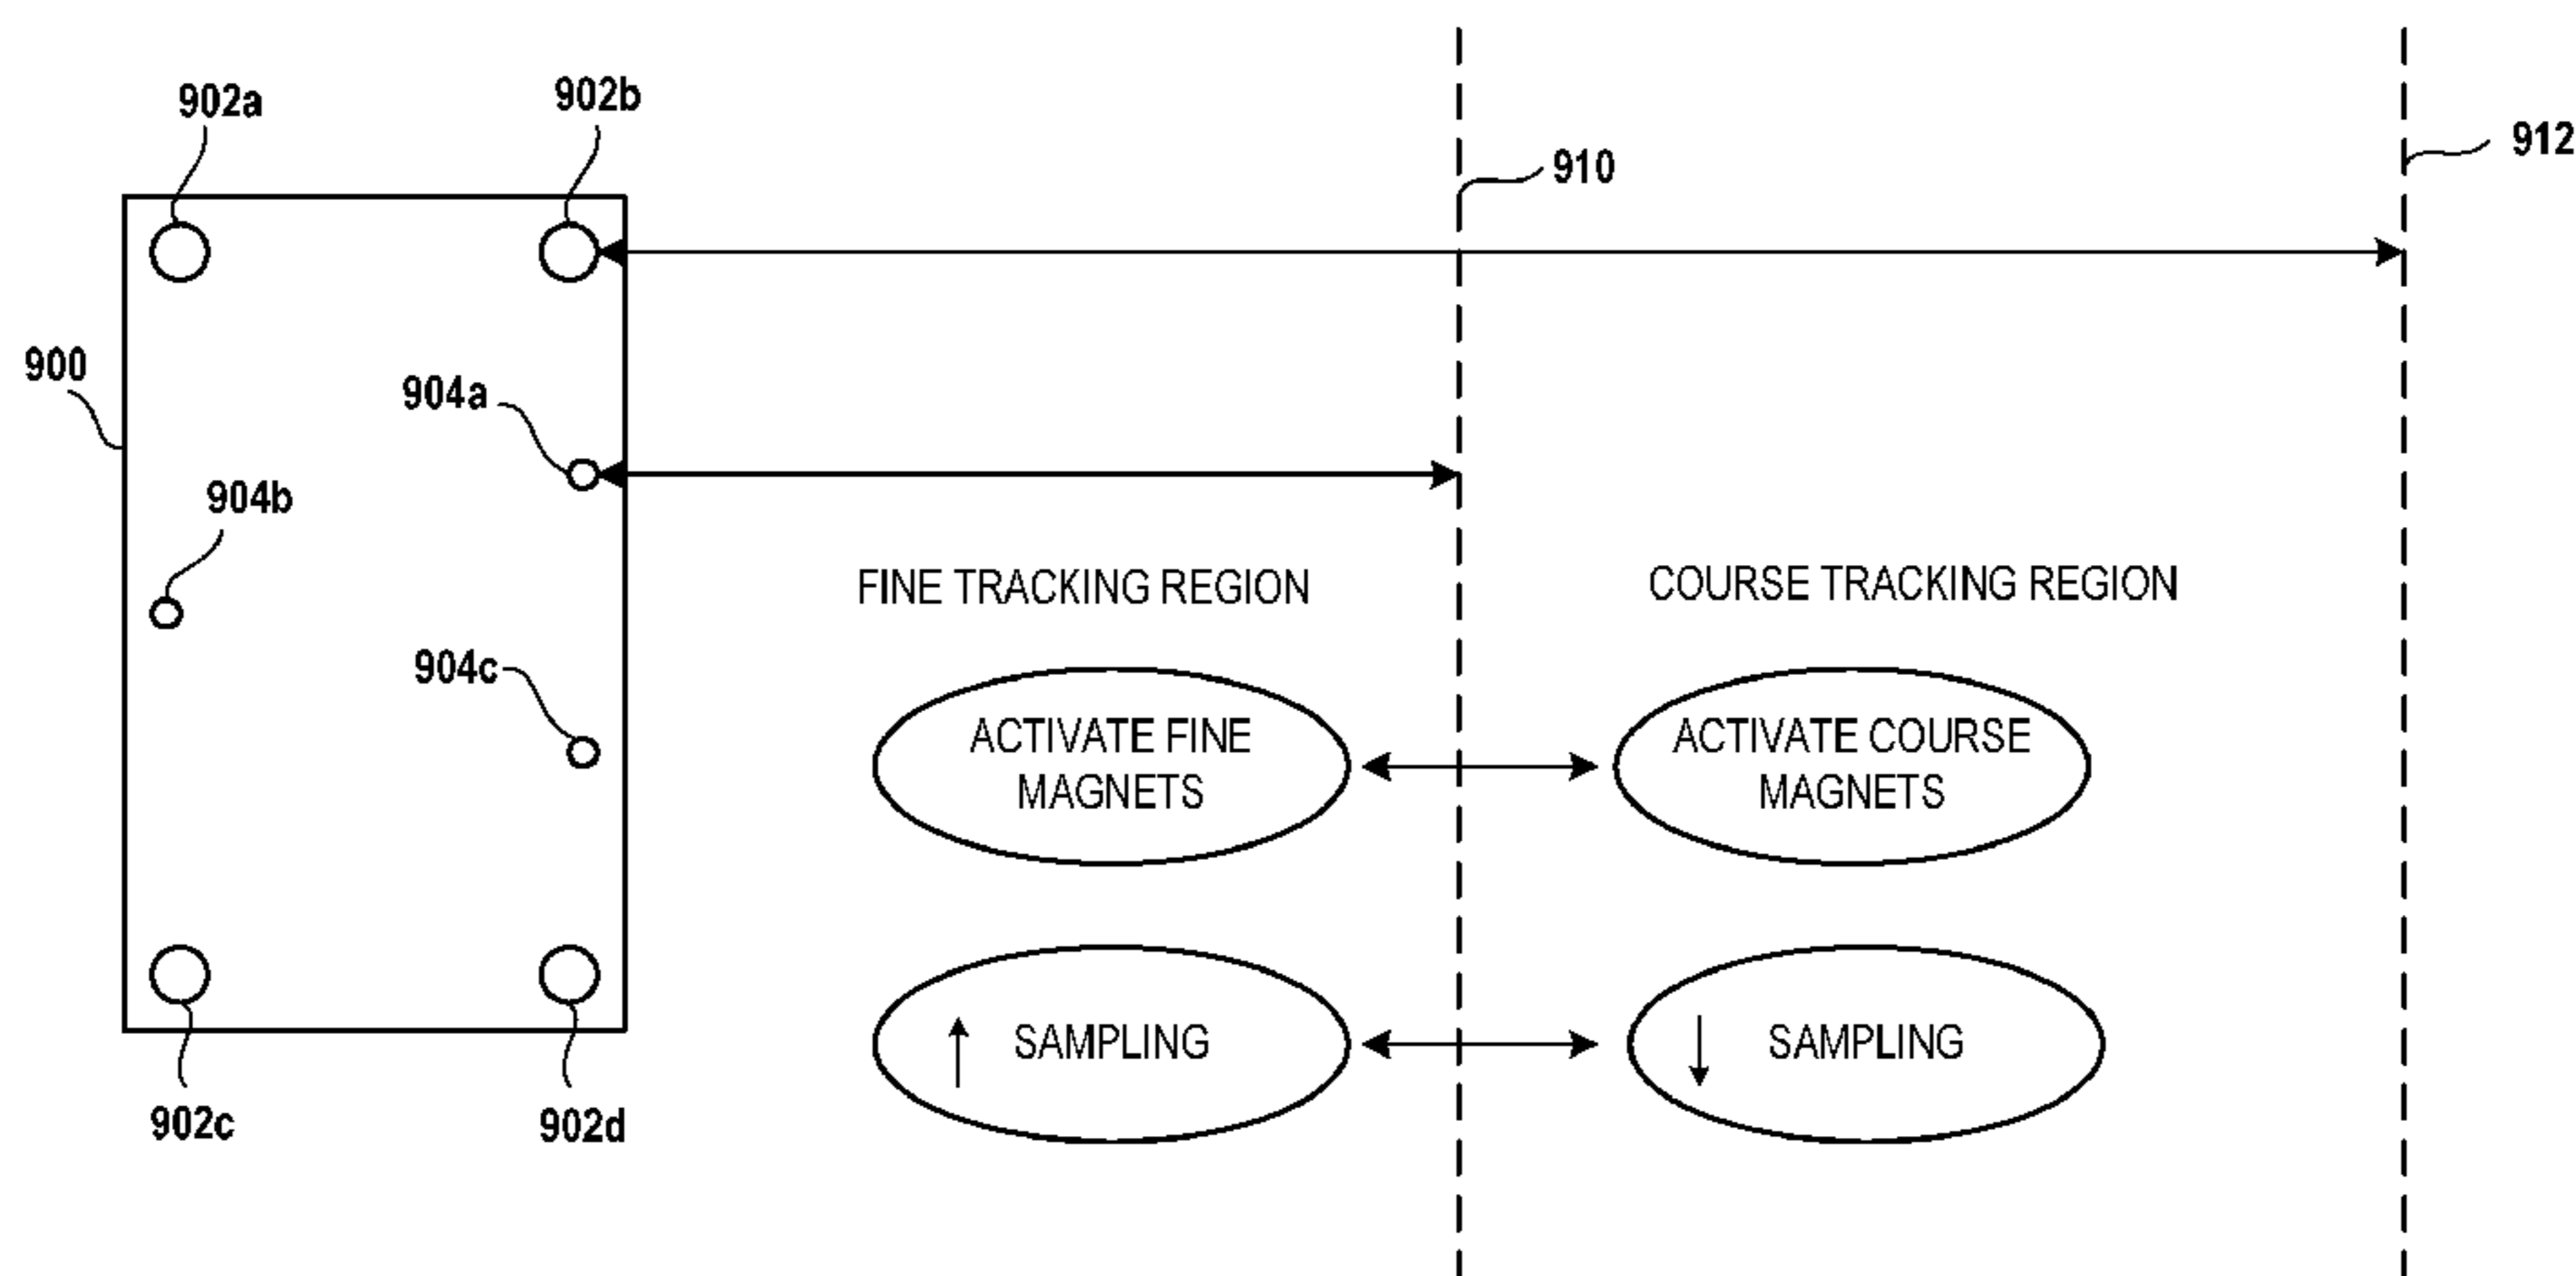 902a
902b
910
912
900
904a
904b
FINE TRACKING REGION
COURSE TRACKING REGION
904c
ACTIVATE FINE
MAGNETS
ACTIVATE COURSE
MAGNETS
↑ SAMPLING
↓ SAMPLING
902c
902d